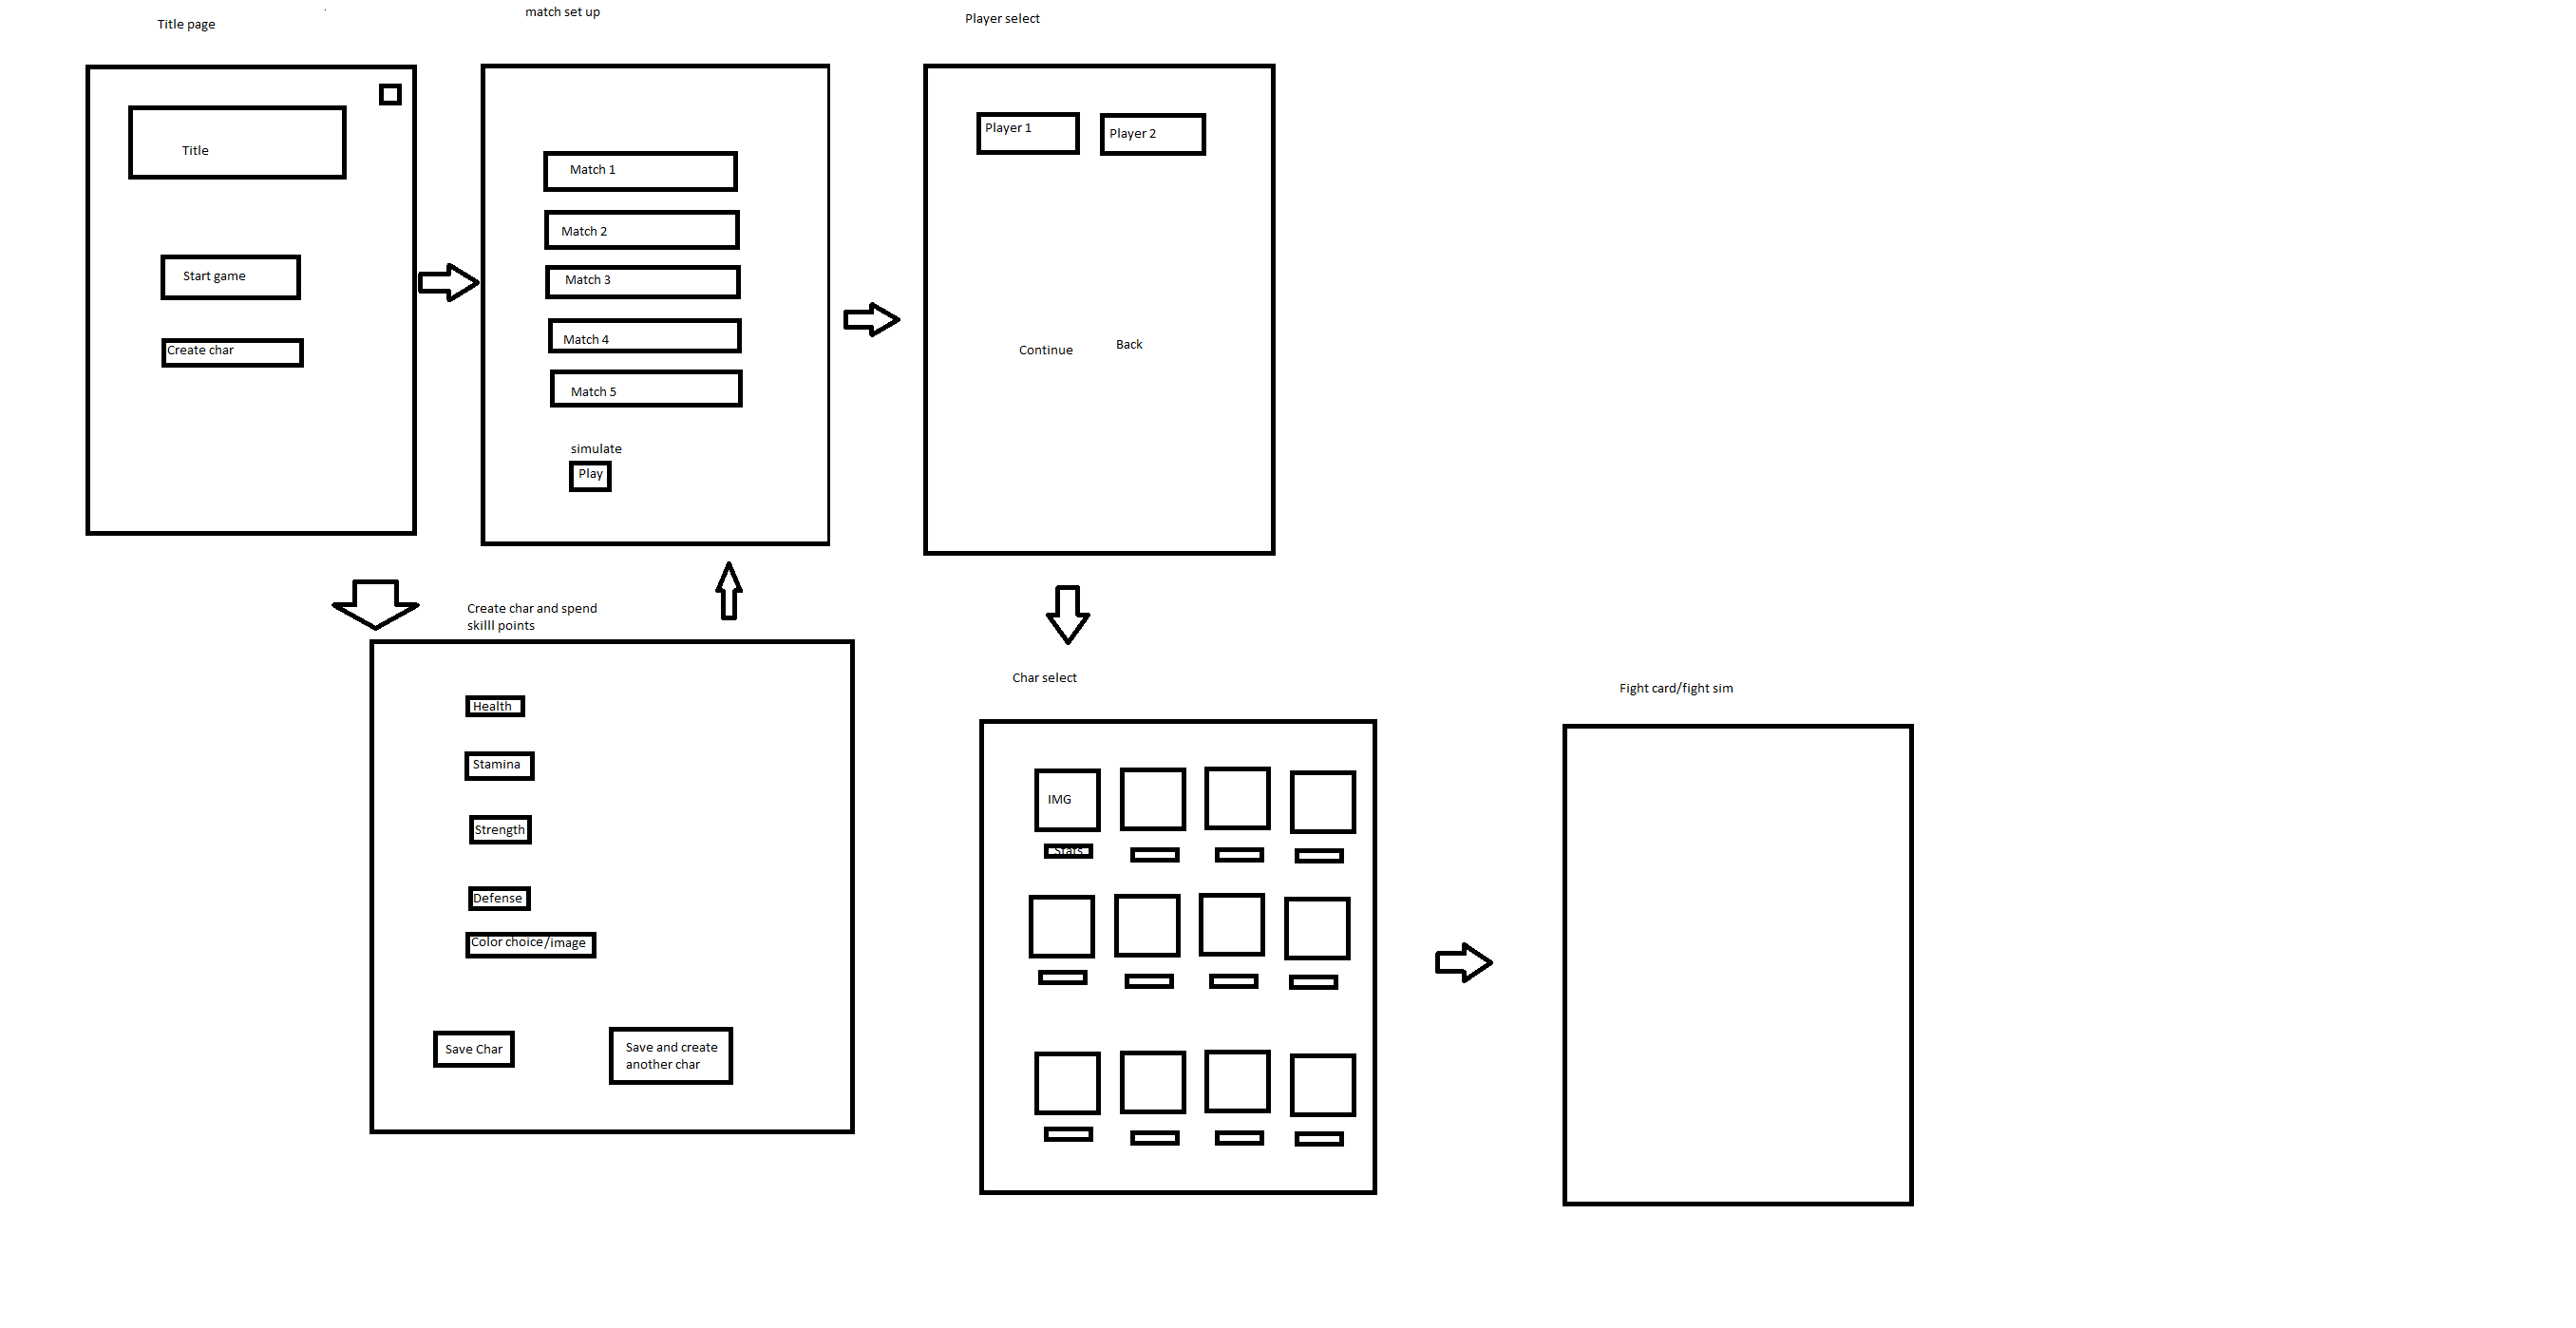 Title page
match set up
Player select
Title
Start game
Create char
Match 1
Match 2
Match 3
Match 4
Match 5
simulate
Play
Player 1
Player 2
Continue
Back
Create char and spend
skilll points
Health
Stamina
Strength
Defense
Color choice/image
Save Char
Save and create
another char
Char select
IMG
Stats
Fight card/fight sim